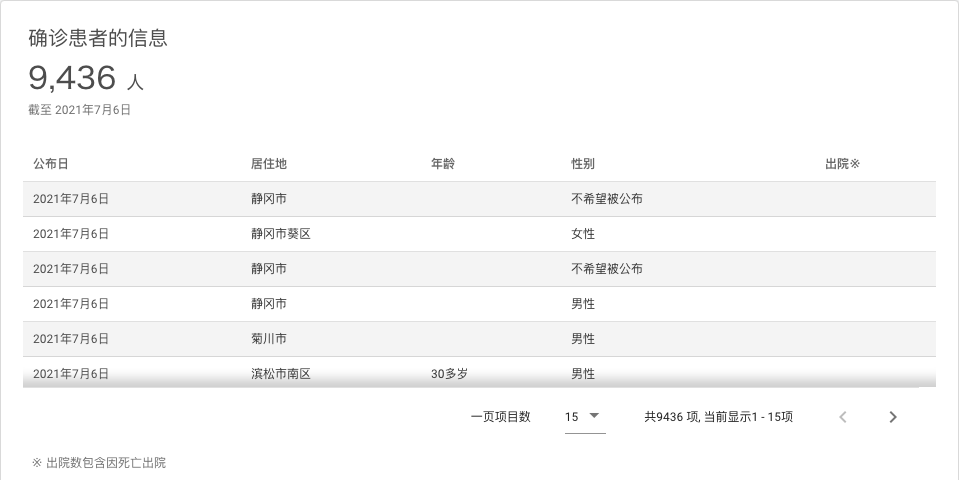 确诊患者的信息
9,436 人
截至 2021年7月6日
公布日 居住地 年龄 性别 出院※
2021年7月6日 静冈市 不希望被公布
2021年7月6日 静冈市葵区 女性
2021年7月6日 静冈市 不希望被公布
2021年7月6日 静冈市 男性
2021年7月6日 菊川市 男性
2021年7月6日 滨松市南区 30多岁 男性
一页项目数 15 共9436 项, 当前显示1 - 15项
※ 出院数包含因死亡出院